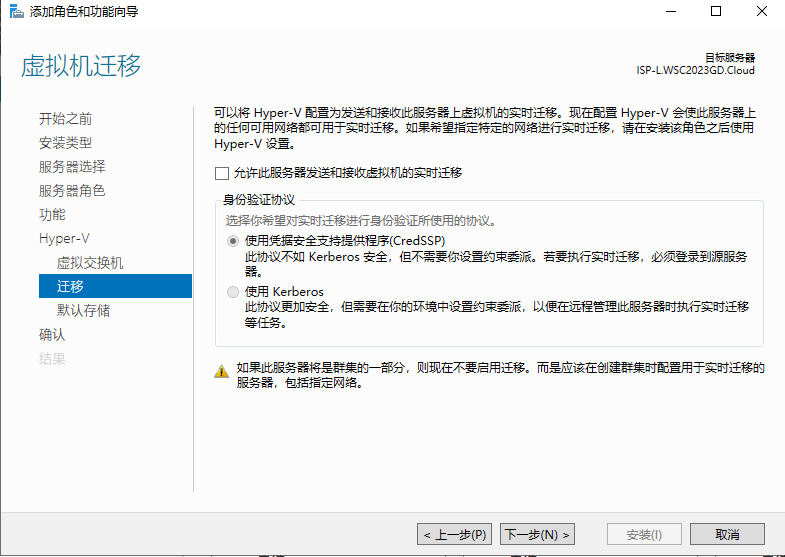 添加角色和功能向导
虚拟机迁移
目标服务器
ISP-L.WSC2023GD.Cloud
开始之前
安装类型
服务器选择
服务器角色
功能
Hyper-V
虚拟交换机
迁移
默认存储
确认
结果
可以将 Hyper-V 配置为发送和接收此服务器上虚拟机的实时迁移。现在配置 Hyper-V 会使此服务器上
的任何可用网络都可用于实时迁移。如果希望指定特定的网络进行实时迁移，请在安装该角色之后使用
Hyper-V 设置。
允许此服务器发送和接收虚拟机的实时迁移
身份验证协议
选择你希望对实时迁移进行身份验证所使用的协议。
使用凭据安全支持提供程序(CredSSP)
此协议不如 Kerberos 安全，但不需要你设置约束委派。若要执行实时迁移，必须登录到源服务
器。
使用 Kerberos
此协议更加安全，但需要在你的环境中设置约束委派，以便在远程管理此服务器时执行实时迁移
等任务。
如果此服务器将是群集的一部分，则现在不要启用迁移。而是应该在创建群集时配置用于实时迁移的
服务器，包括指定网络。
< 上一步(P)
下一步(N) >
安装(I)
取消